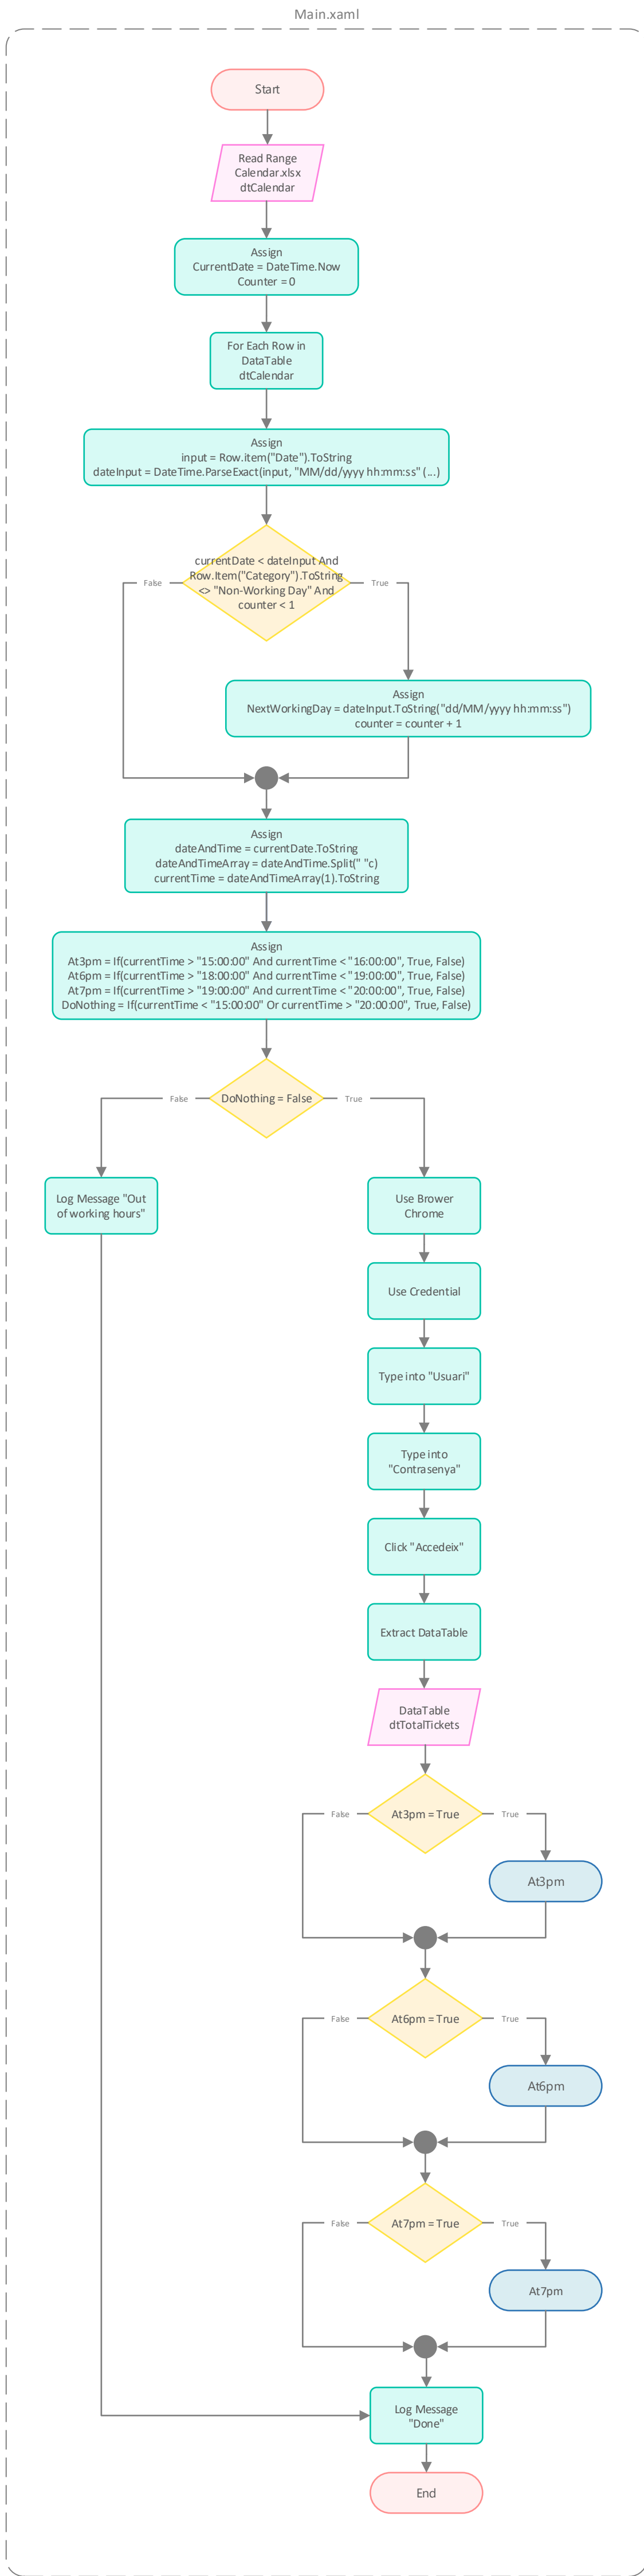 Main.xaml
Start
Read Range
Calendar.xlsx
dtCalendar
Assign
CurrentDate = DateTime.Now
Counter = 0
For Each Row in
DataTable
dtCalendar
Assign
input = Row.item("Date").ToString
dateInput = DateTime.ParseExact(input, "MM/dd/yyyy hh:mm:ss" (...)
currentDate < dateInput And
Row.Item("Category").ToString
<> "Non-Working Day" And
counter < 1
False
True
Assign
NextWorkingDay = dateInput.ToString("dd/MM/yyyy hh:mm:ss")
counter = counter + 1
Assign
dateAndTime = currentDate.ToString
dateAndTimeArray = dateAndTime.Split(" "c)
currentTime = dateAndTimeArray(1).ToString
Assign
At3pm = If(currentTime > "15:00:00" And currentTime < "16:00:00", True, False)
At6pm = If(currentTime > "18:00:00" And currentTime < "19:00:00", True, False)
At7pm = If(currentTime > "19:00:00" And currentTime < "20:00:00", True, False)
DoNothing = If(currentTime < "15:00:00" Or currentTime > "20:00:00", True, False)
False
DoNothing = False
True
Log Message "Out
of working hours"
Use Brower
Chrome
Use Credential
Type into "Usuari"
Type into
"Contrasenya"
Click "Accedeix"
Extract DataTable
DataTable
dtTotalTickets
False
At3pm = True
True
At3pm
False
At6pm = True
True
At6pm
False
At7pm = True
True
At7pm
Log Message
"Done"
End